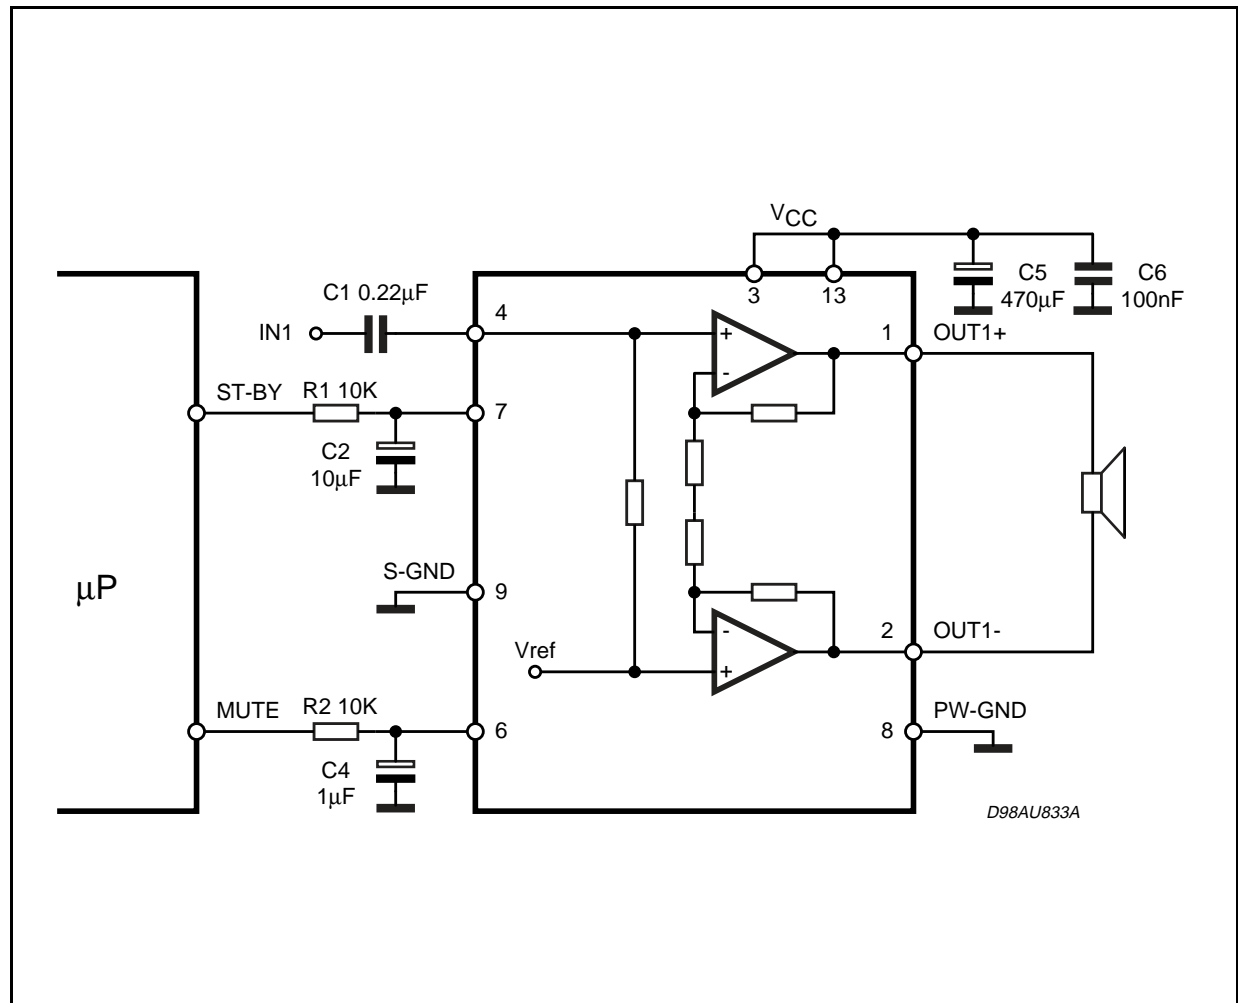 VCC
C1 0.22μF
IN1
4
3
13
C5
470μF
C6
100nF
1
OUT1+
+
-
ST-BY
R1 10K
7
C2
10μF
S-GND
9
μP
-
+
2
OUT1-
Vref
MUTE
R2 10K
6
C4
1μF
8
PW-GND
D98AU833A